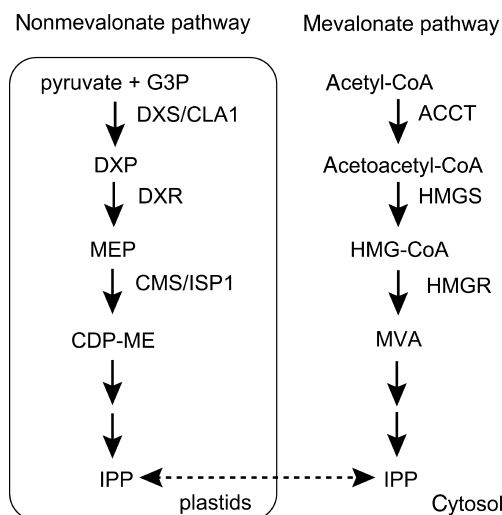 Nonmevalonate pathway
Mevalonate pathway
pyruvate + G3P
DXS/CLA1
DXP
DXR
MEP
CMS/ISP1
CDP-ME
IPP
plastids
Acetyl-CoA
ACCT
Acetoacetyl-CoA
HMGS
HMG-CoA
HMGR
MVA
IPP
Cytosol